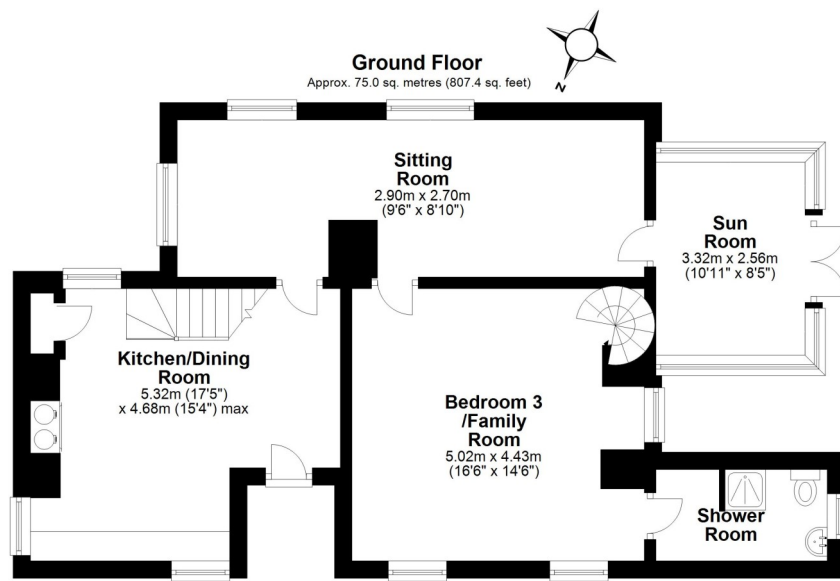 Ground Floor
Approx. 75.0 sq. metres (807.4 sq. feet)
N
Sitting
Room
2.90m x 2.70m
(9'6" x 8'10")
Sun
Room
3.32m x 2.56m
(10'11" x 8'5")
Kitchen/Dining
Room
5.32m (17'5")
x 4.68m (15'4") max
Bedroom 3
/Family
Room
5.02m x 4.43m
(16'6" x 14'6")
Shower
Room